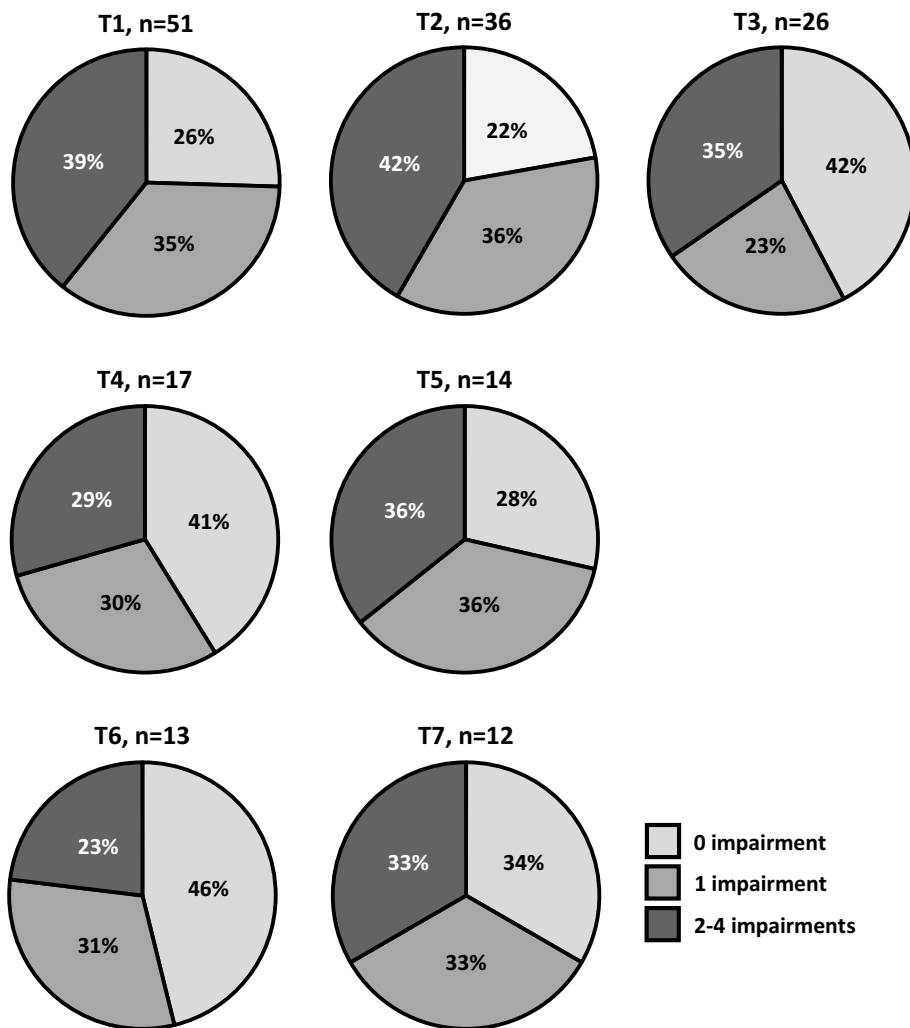 T1, n=51
26%
35%
39%
T2, n=36
22%
36%
42%
T3, n=26
42%
23%
35%
T4, n=17
41%
30%
29%
T5, n=14
28%
36%
36%
T6, n=13
46%
31%
23%
T7, n=12
34%
33%
33%
0 impairment
1 impairment
2-4 impairments